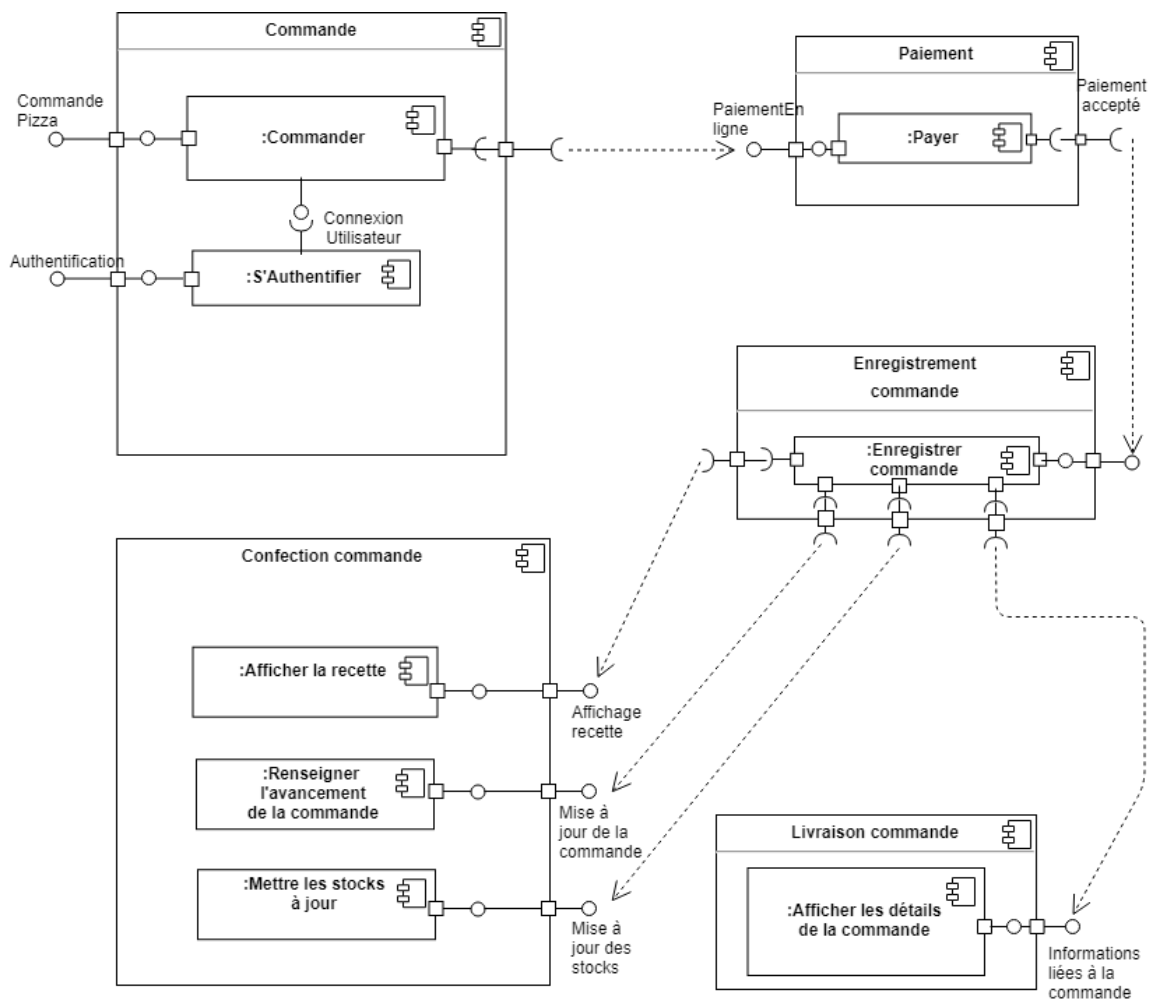 Commande
Commande
Pizza
:Commander
Connexion
Utilisateur
Authentification
:S'Authentifier
Paiement
PaiementEn
ligne
:Payer
Paiement
accepté
Enregistrement
commande
:Enregistrer
commande
Confection commande
:Afficher la recette
Affichage
recette
:Renseigner
l'avancement
de la commande
Mise à
jour de la
commande
:Mettre les stocks
à jour
Mise à
jour des
stocks
Livraison commande
:Afficher les détails
de la commande
Informations
liées à la
commande